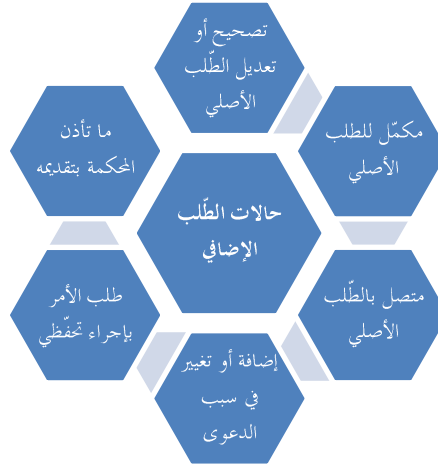 تصحيح أو
تعديل الطّلب
الأصلي
مكمّل للطلب
الأصلي
متصل بالطّلب
الأصلي
إضافة أو تغيير
في سبب
الدعوى
طلب الأمر
بإجراء تحفّظي
ما تأذن
المحكمة بتقديمه
حالات الطّلب
الإضافي